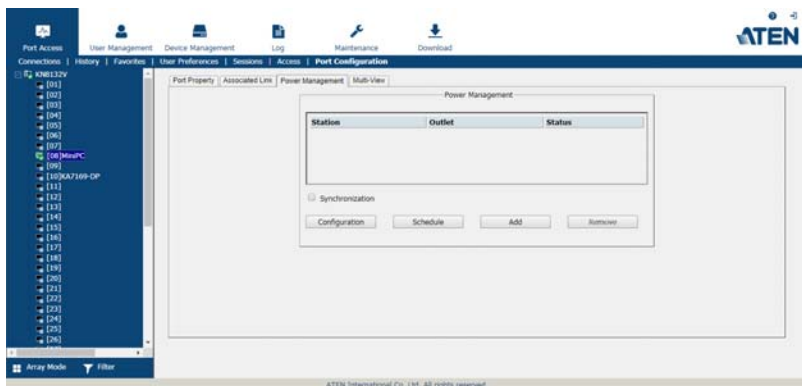 ATEN
Port Access User Management Device Management Log Maintenance Download
Connections | History | Favorites | User Preferences | Sessions | Access | Port Configuration
KN8132V
[01]
[02]
[03]
[04]
[05]
[06]
[07]
[08]MiniPC
[09]
[10]KA7169-DP
[11]
[12]
[13]
[14]
[15]
[16]
[17]
[18]
[19]
[20]
[21]
[22]
[23]
[24]
[25]
[26]
Array Mode Filter
Port Property Associated Link Power Management Multi-View
Power Management
Station Outlet Status
Synchronization
Configuration Schedule Add Remove
ATEN International Co., Ltd. All rights reserved.